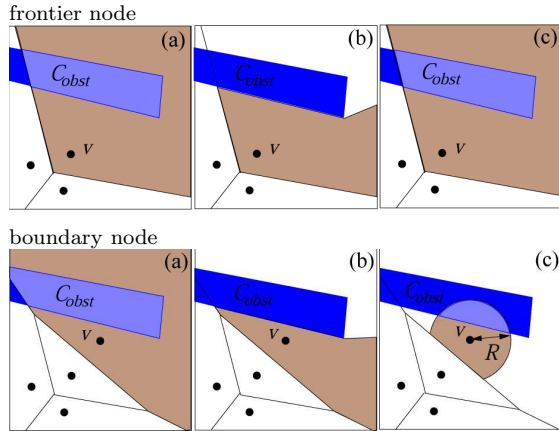 frontier node
(a) (b) (c)
C_obst C_obst C_obst
v v v
boundary node
(a) (b) (c)
C_obst C_obst C_obst
v v v
R